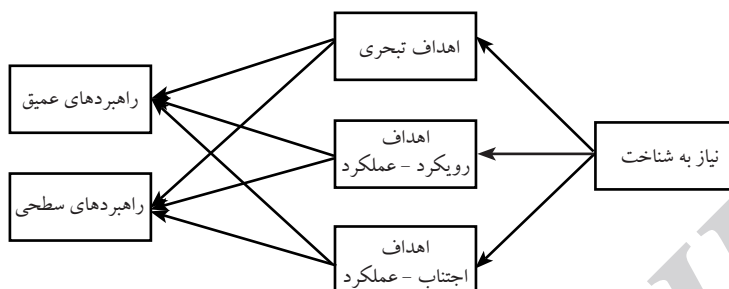 نیاز به شناخت
اهداف تبحری
اهداف
رویکرد - عملکرد
اهداف
اجتناب - عملکرد
راهبردهای عمیق
راهبردهای سطحی